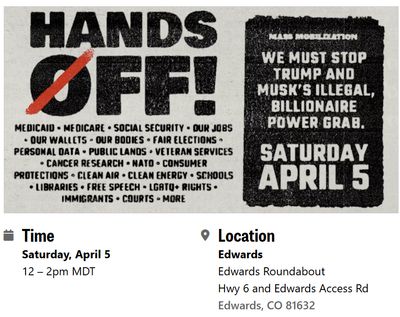 HANDS
OFF!
MEDICAID • MEDICARE • SOCIAL SECURITY • OUR JOBS
• OUR WALLETS • OUR BODIES • FAIR ELECTIONS •
PERSONAL DATA • PUBLIC LANDS • VETERAN SERVICES
• CANCER RESEARCH • NATO • CONSUMER
PROTECTIONS • CLEAN AIR • CLEAN ENERGY • SCHOOLS
• LIBRARIES • FREE SPEECH • LGBTQ+ RIGHTS •
IMMIGRANTS • COURTS • MORE
MASS MOBILIZATION
WE MUST STOP
TRUMP AND
MUSK'S ILLEGAL,
BILLIONAIRE
POWER GRAB.
SATURDAY
APRIL 5
Time
Saturday, April 5
12 – 2pm MDT
Location
Edwards
Edwards Roundabout
Hwy 6 and Edwards Access Rd
Edwards, CO 81632